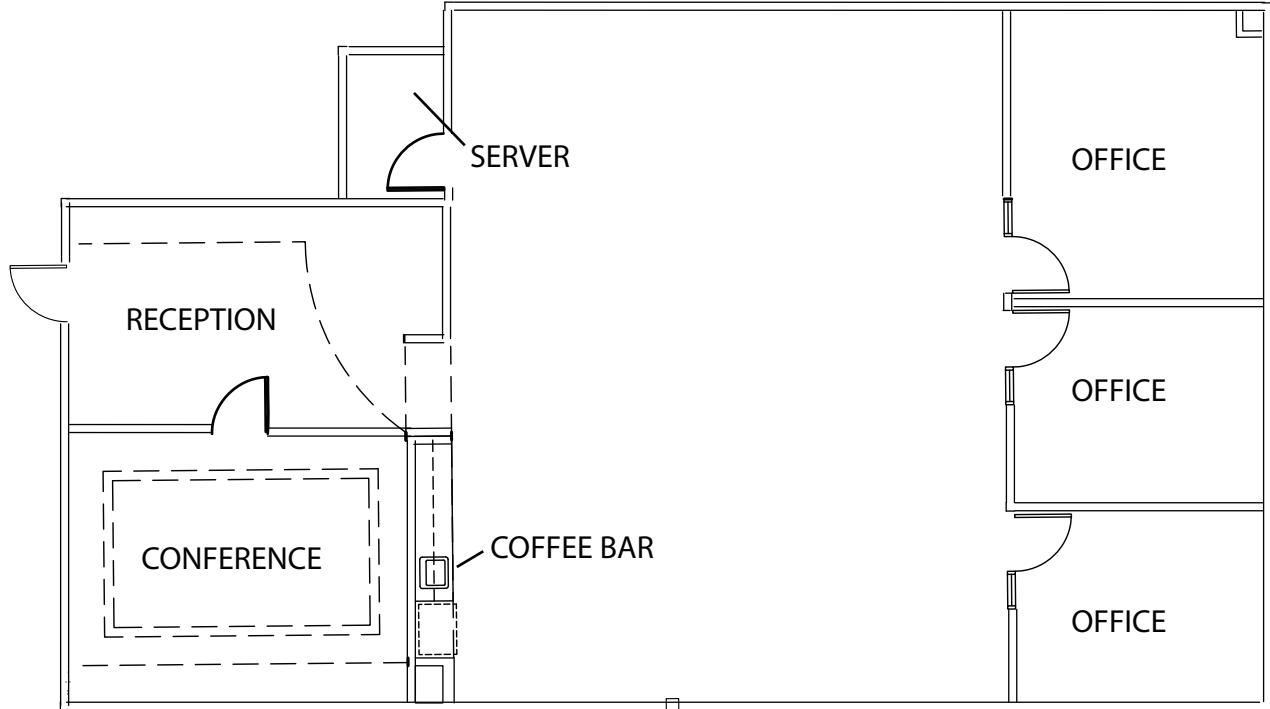 SERVER
OFFICE
RECEPTION
OFFICE
CONFERENCE
COFFEE BAR
OFFICE